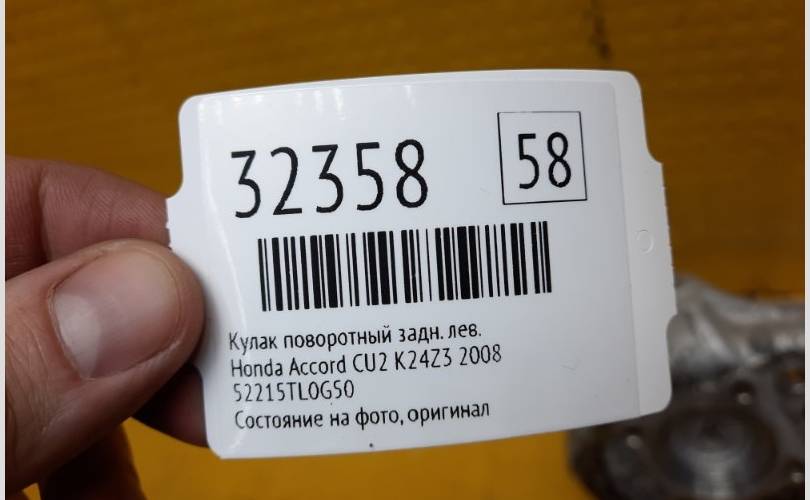 32358
58
Кулак поворотный задн. лев.
Honda Accord CU2 K24Z3 2008
52215TL0G50
Состояние на фото, оригинал